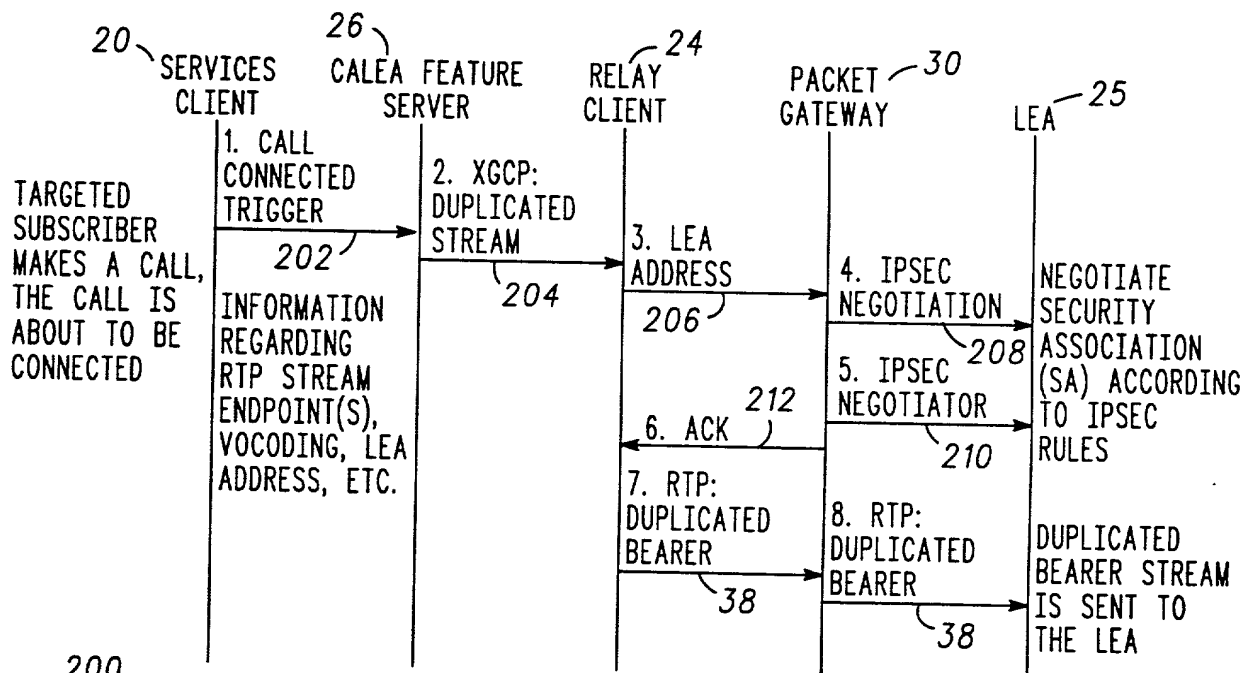 20
SERVICES
CLIENT
26
CALEA FEATURE
SERVER
24
RELAY
CLIENT
30
PACKET
GATEWAY
25
LEA
TARGETED
SUBSCRIBER
MAKES A CALL,
THE CALL IS
ABOUT TO BE
CONNECTED
1. CALL
CONNECTED
TRIGGER
202
INFORMATION
REGARDING
RTP STREAM
ENDPOINT(S),
VOCODING, LEA
ADDRESS, ETC.
2. XGCP:
DUPLICATED
STREAM
204
3. LEA
ADDRESS
206
4. IPSEC
NEGOTIATION
208
NEGOTIATE
SECURITY
ASSOCIATION
(SA) ACCORDING
TO IPSEC
RULES
5. IPSEC
NEGOTIATOR
210
212
6. ACK
7. RTP:
DUPLICATED
BEARER
38
8. RTP:
DUPLICATED
BEARER
38
DUPLICATED
BEARER STREAM
IS SENT TO
THE LEA
200